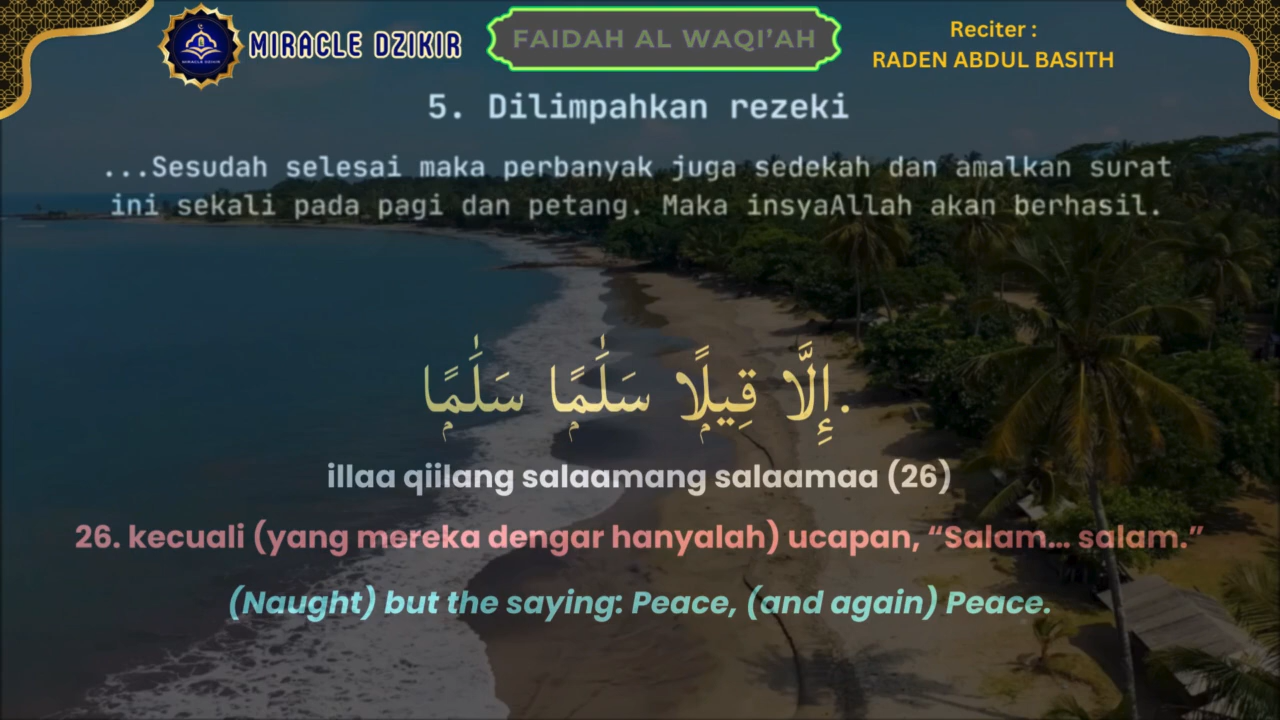 MIRACLE DZIKIR
FAIDAH AL WAQI’AH
Reciter :
RADEN ABDUL BASITH
5. Dilimpahkan rezeki
...Sesudah selesai maka perbanyak juga sedekah dan amalkan surat
ini sekali pada pagi dan petang. Maka insyaAllah akan berhasil.
إِلَّا قِيلًۭا سَلَٰمًۭا سَلَٰمًۭا.
illaa qiilang salaamang salaamaa (26)
26. kecuali (yang mereka dengar hanyalah) ucapan, “Salam... salam.”
(Naught) but the saying: Peace, (and again) Peace.